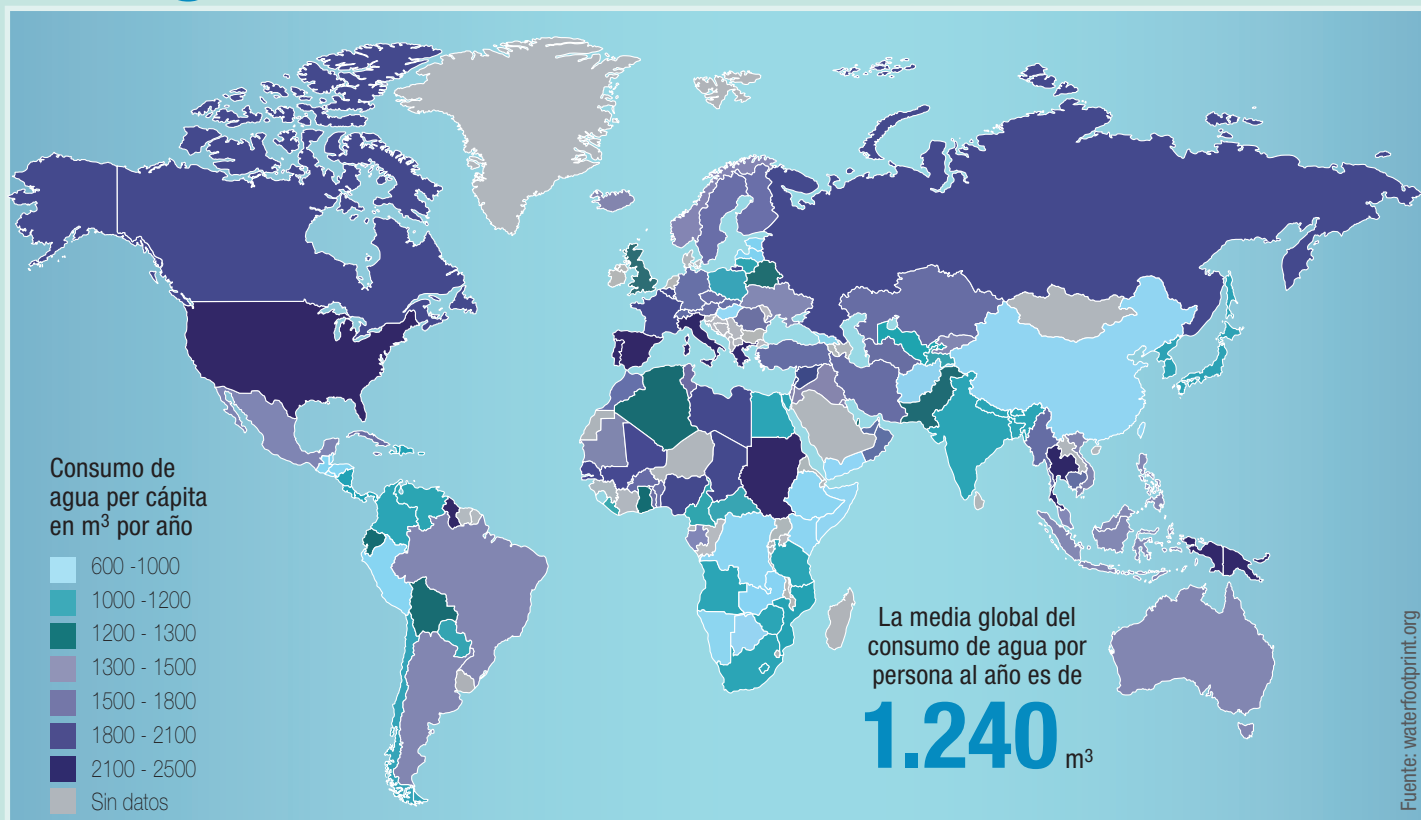 Consumo de
agua per cápita
en m³ por año
600 -1000
1000 -1200
1200 - 1300
1300 - 1500
1500 - 1800
1800 - 2100
2100 - 2500
Sin datos
La media global del
consumo de agua por
persona al año es de
1.240 m³
Fuente: waterfootprint.org